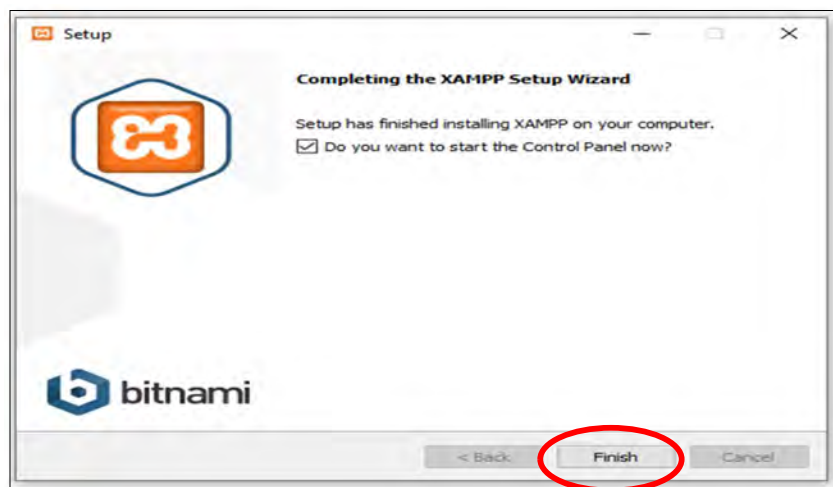 Setup
Completing the XAMPP Setup Wizard
Setup has finished installing XAMPP on your computer.
Do you want to start the Control Panel now?
bitnami
< Back
Finish
Cancel